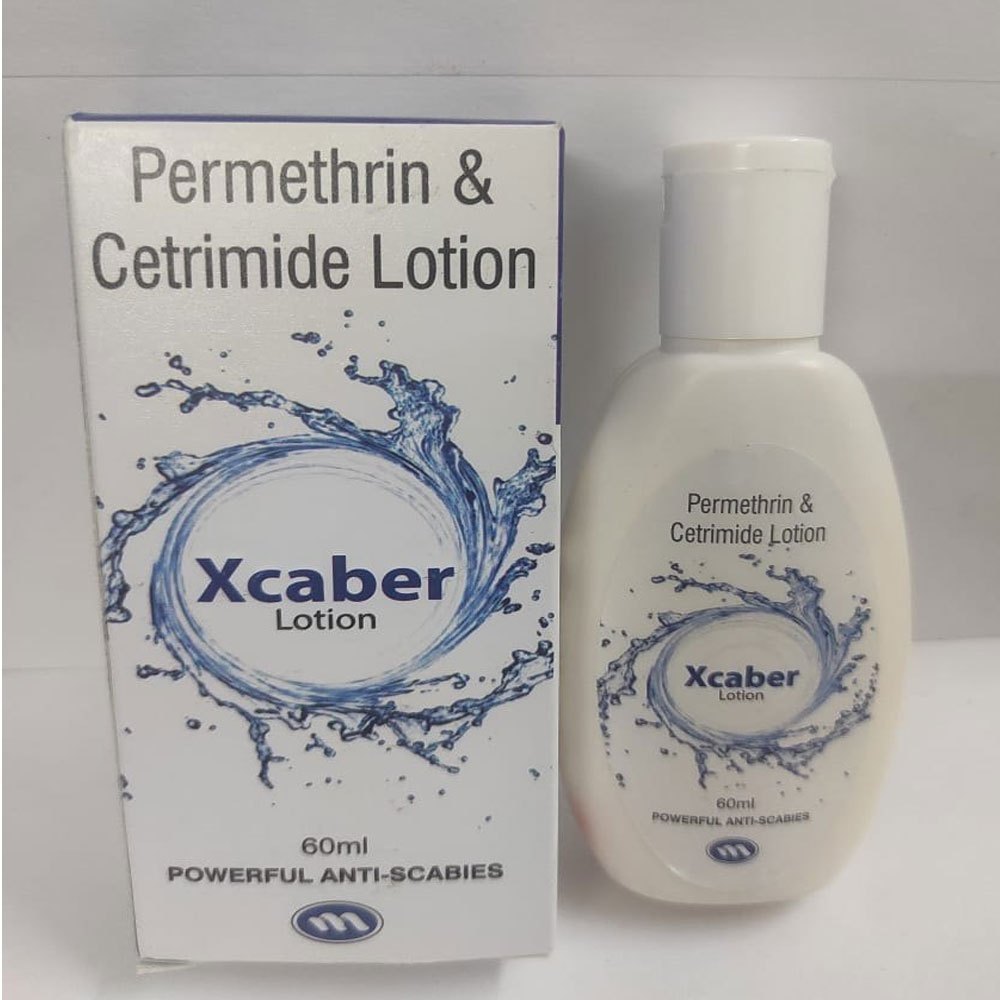 Permethrin &
Cetrimide Lotion
Xcaber
Lotion
60ml
POWERFUL ANTI-SCABIES
Permethrin &
Cetrimide Lotion
Xcaber
Lotion
60ml
POWERFUL ANTI-SCABIES